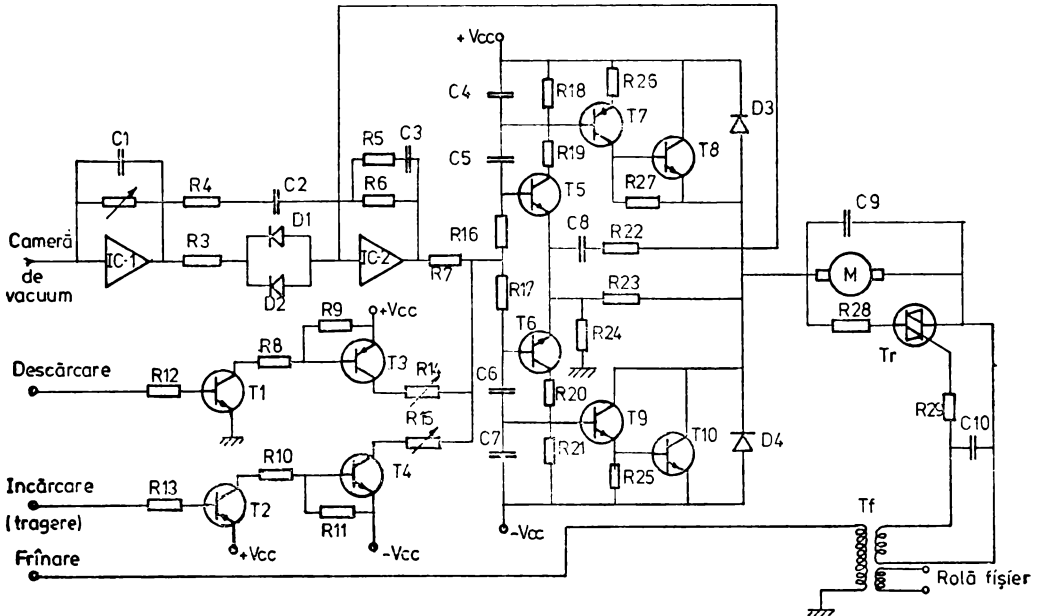 +Vcc
C4
R18
R26
T7
D3
C1
R5
C3
C5
R19
T8
R4
C2
R6
T5
R27
D1
C8
R22
C9
Cameră
de
vacuum
IC-1
R3
IC-2
R16
R7
M
D2
R17
R23
R28
R9
+Vcc
R8
T3
T6
R24
Tr
Descărcare
R12
T1
R14
C6
R20
T9
R29
R15
C7
R21
T10
D4
C10
R10
T4
R25
Incărcare
(tragere)
R13
T2
R11
-Vcc
Tf
+Vcc
-Vcc
Frînare
Rolă fişier